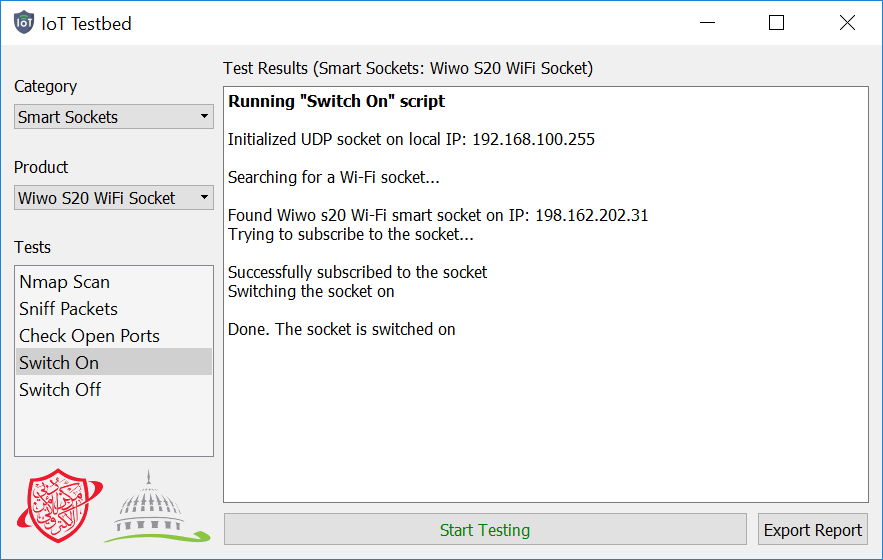 IoT
IoT Testbed
Category
Smart Sockets
Product
Wiwo S20 WiFi Socket
Tests
Nmap Scan
Sniff Packets
Check Open Ports
Switch On
Switch Off
Test Results (Smart Sockets: Wiwo S20 WiFi Socket)
Running "Switch On" script
Initialized UDP socket on local IP: 192.168.100.255
Searching for a Wi-Fi socket...
Found Wiwo s20 Wi-Fi smart socket on IP: 198.162.202.31
Trying to subscribe to the socket...
Successfully subscribed to the socket
Switching the socket on
Done. The socket is switched on
Start Testing
Export Report